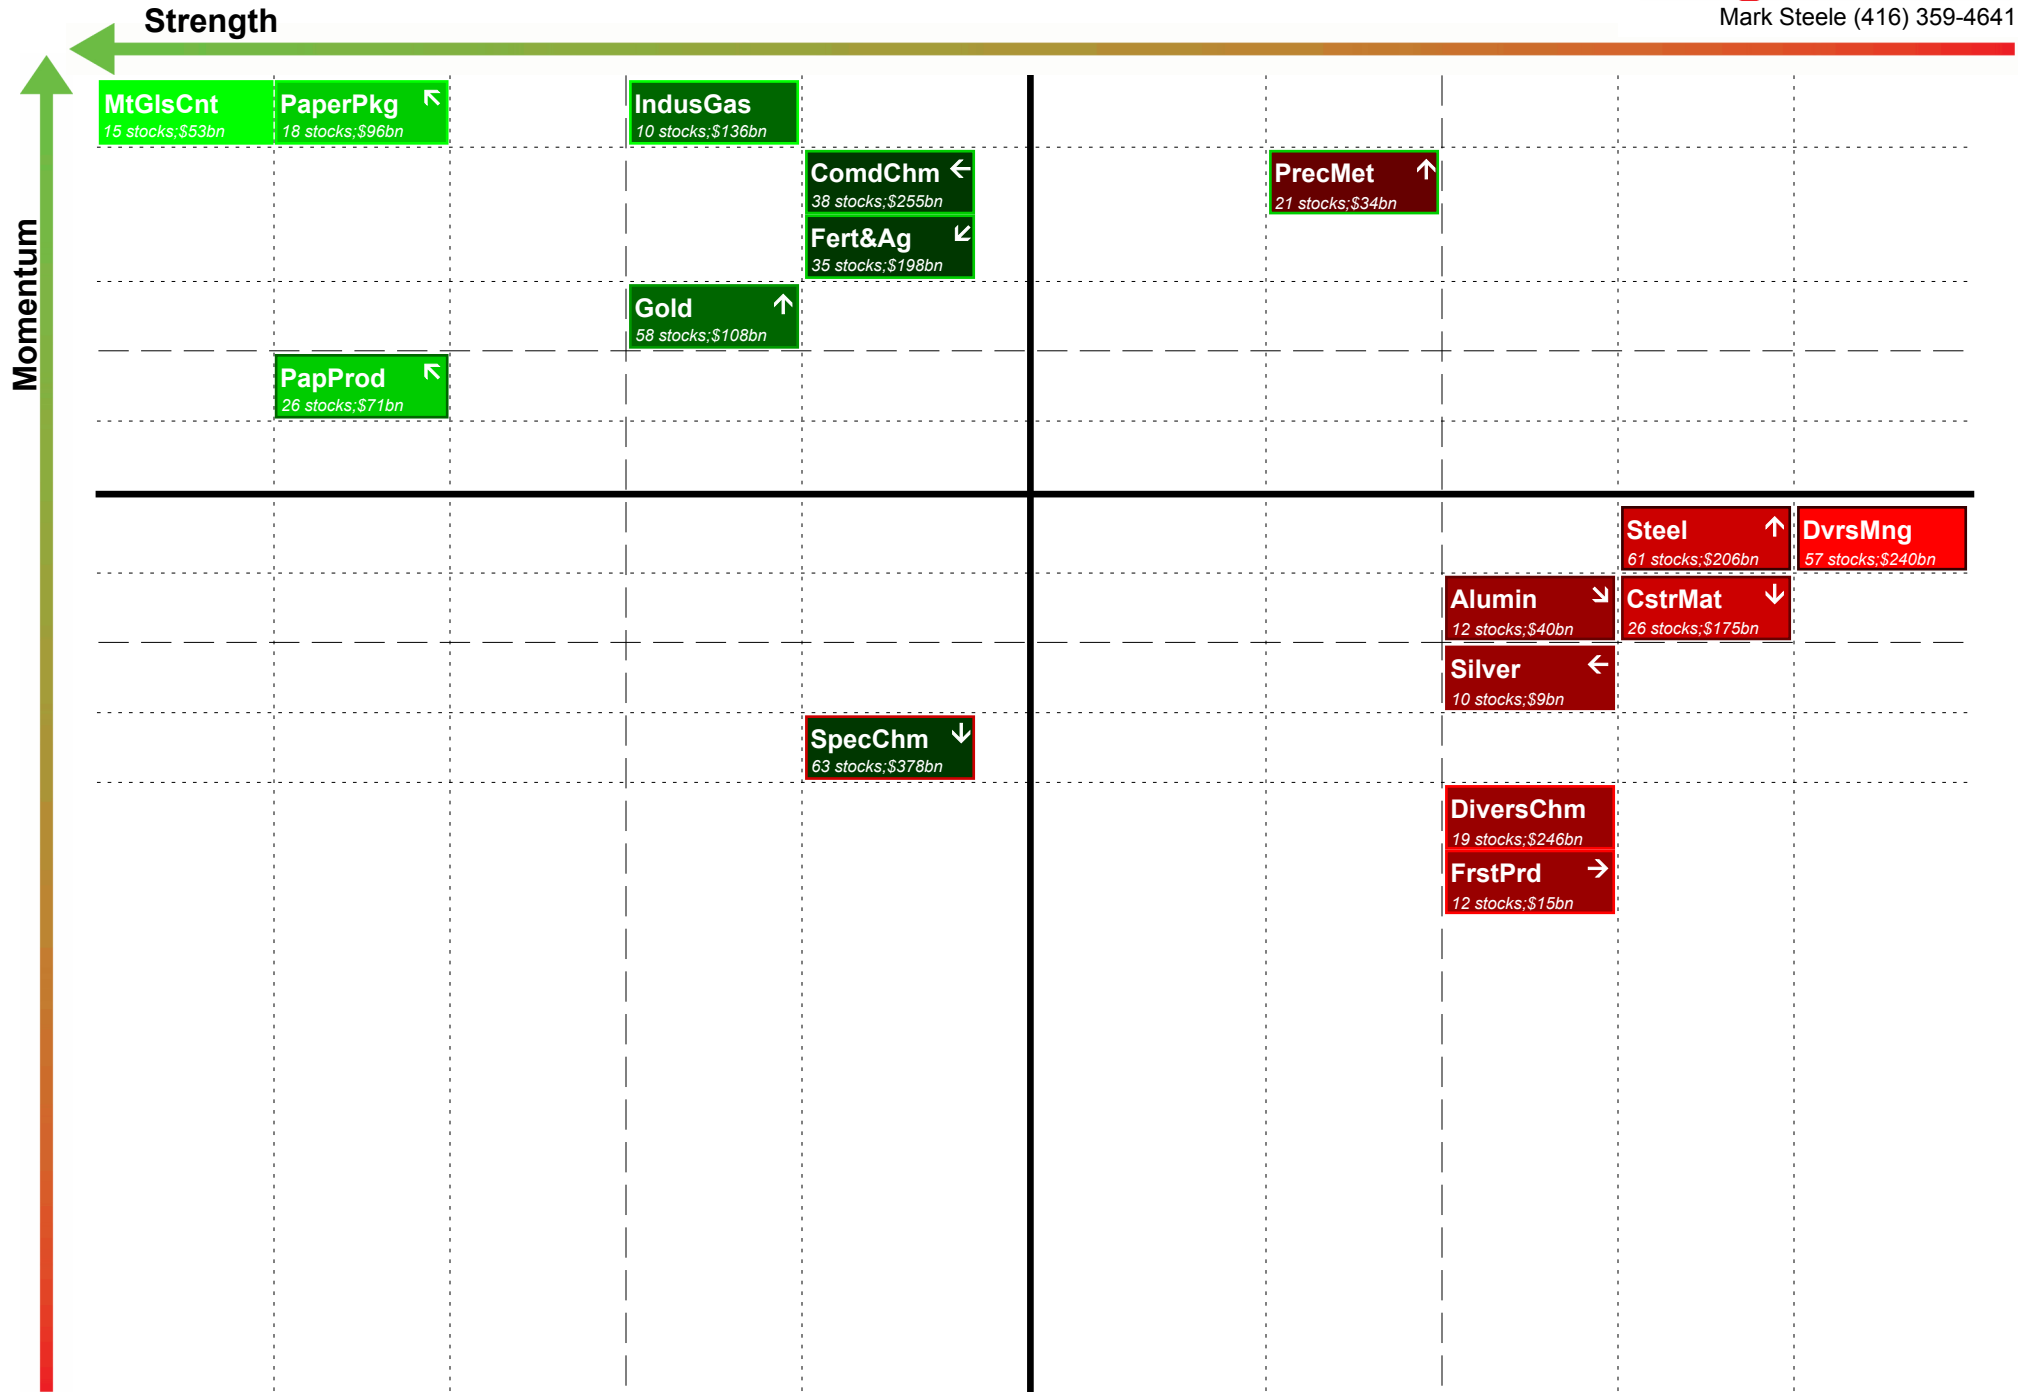 Strength
Mark Steele (416) 359-4641
Momentum
MtGlsCnt
15 stocks;$53bn
PaperPkg
18 stocks;$96bn
IndusGas
10 stocks;$136bn
ComdChm
38 stocks;$255bn
PrecMet
21 stocks;$34bn
Fert&Ag
35 stocks;$198bn
Gold
58 stocks;$108bn
PapProd
26 stocks;$71bn
Steel
61 stocks;$206bn
DvrsMng
57 stocks;$240bn
Alumin
12 stocks;$40bn
CstrMat
26 stocks;$175bn
Silver
10 stocks;$9bn
SpecChm
63 stocks;$378bn
DiversChm
19 stocks;$246bn
FrstPrd
12 stocks;$15bn